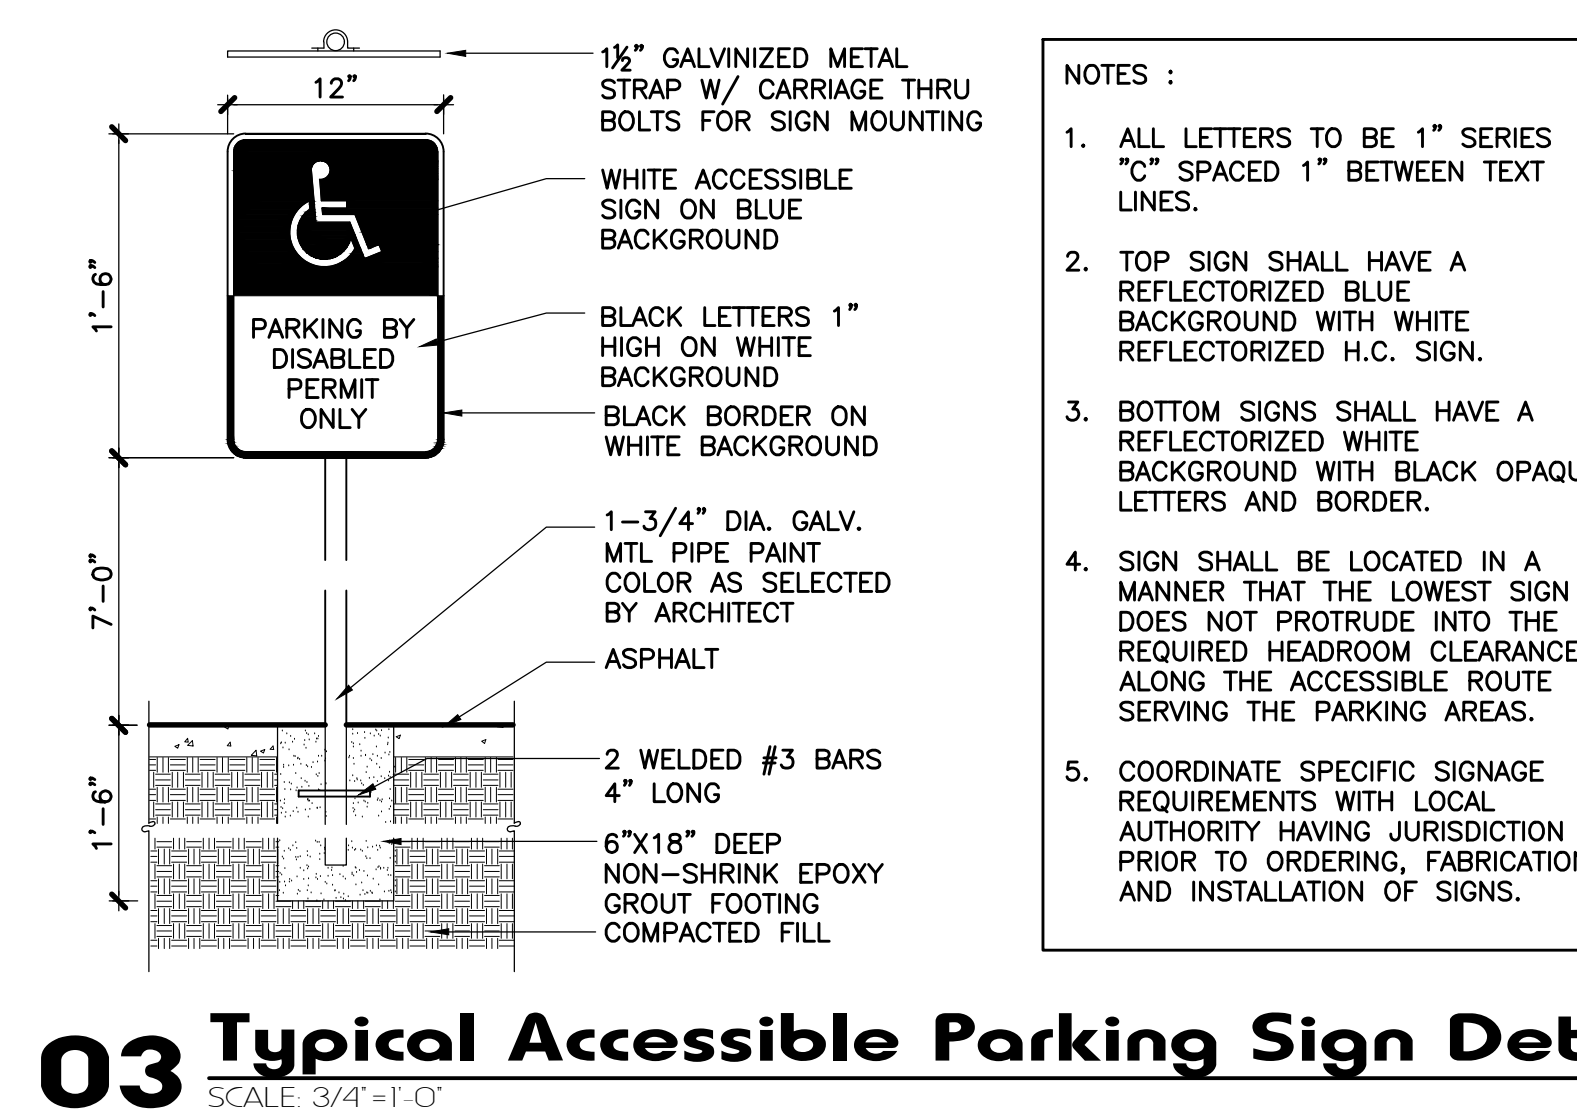 1½” GALVINIZED METAL
STRAP W/ CARRIAGE THRU
BOLTS FOR SIGN MOUNTING
12”
WHITE ACCESSIBLE
SIGN ON BLUE
BACKGROUND
1’-6”
PARKING BY
DISABLED
PERMIT
ONLY
BLACK LETTERS 1”
HIGH ON WHITE
BACKGROUND
BLACK BORDER ON
WHITE BACKGROUND
7’-0”
1-3/4” DIA. GALV.
MTL PIPE PAINT
COLOR AS SELECTED
BY ARCHITECT
ASPHALT
1’-6”
2 WELDED #3 BARS
4” LONG
6”X18” DEEP
NON-SHRINK EPOXY
GROUT FOOTING
COMPACTED FILL
NOTES :
1. ALL LETTERS TO BE 1” SERIES
”C” SPACED 1” BETWEEN TEXT
LINES.
2. TOP SIGN SHALL HAVE A
REFLECTORIZED BLUE
BACKGROUND WITH WHITE
REFLECTORIZED H.C. SIGN.
3. BOTTOM SIGNS SHALL HAVE A
REFLECTORIZED WHITE
BACKGROUND WITH BLACK OPAQU
LETTERS AND BORDER.
4. SIGN SHALL BE LOCATED IN A
MANNER THAT THE LOWEST SIGN
DOES NOT PROTRUDE INTO THE
REQUIRED HEADROOM CLEARANCE
ALONG THE ACCESSIBLE ROUTE
SERVING THE PARKING AREAS.
5. COORDINATE SPECIFIC SIGNAGE
REQUIREMENTS WITH LOCAL
AUTHORITY HAVING JURISDICTION
PRIOR TO ORDERING, FABRICATION
AND INSTALLATION OF SIGNS.
03 Typical Accessible Parking Sign Det
SCALE: 3/4"=1'-0"